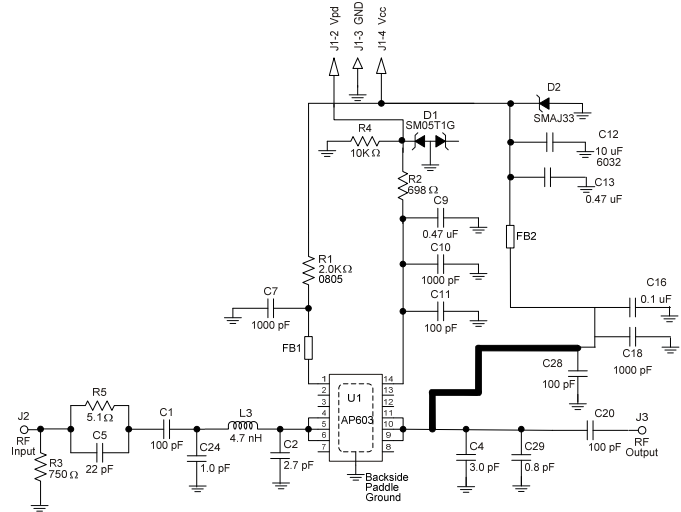 J1-2 Vpd
J1-3 GND
J1-4 Vcc
D2
SMAJ33
D1
SM05T1G
R4
10KΩ
C12
10 uF
6032
C13
0.47 uF
R2
698 Ω
C9
0.47 uF
FB2
C10
1000 pF
R1
2.0KΩ
0805
C7
1000 pF
C11
100 pF
C16
0.1 uF
FB1
C18
1000 pF
C28
100 pF
1
2
3
4
5
6
7
14
13
12
11
10
9
8
U1
AP603
R5
5.1Ω
J2
RF
Input
C5
22 pF
C1
100 pF
L3
4.7 nH
C20
100 pF
J3
RF
Output
R3
750 Ω
C24
1.0 pF
C2
2.7 pF
C4
3.0 pF
C29
0.8 pF
Backside
Paddle
Ground